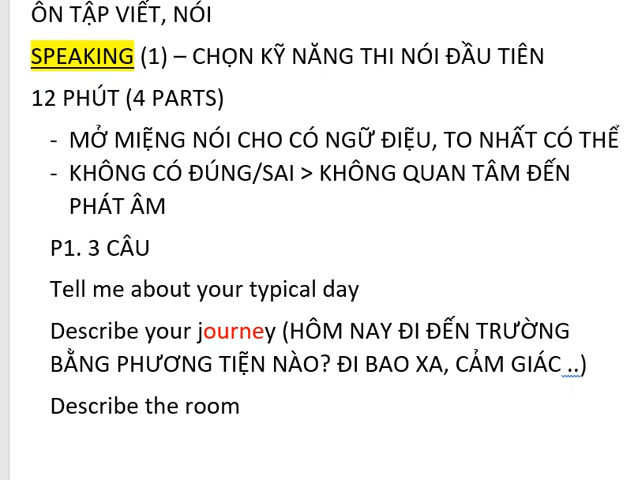 ÔN TẬP VIẾT, NÓI
SPEAKING (1) – CHỌN KỸ NĂNG THI NÓI ĐẦU TIÊN
12 PHÚT (4 PARTS)
- MỞ MIỆNG NÓI CHO CÓ NGỮ ĐIỆU, TO NHẤT CÓ THỂ
- KHÔNG CÓ ĐÚNG/SAI > KHÔNG QUAN TÂM ĐẾN
PHÁT ÂM
P1. 3 CÂU
Tell me about your typical day
Describe your journey (HÔM NAY ĐI ĐẾN TRƯỜNG
BẰNG PHƯƠNG TIỆN NÀO? ĐI BAO XA, CẢM GIÁC ..)
Describe the room